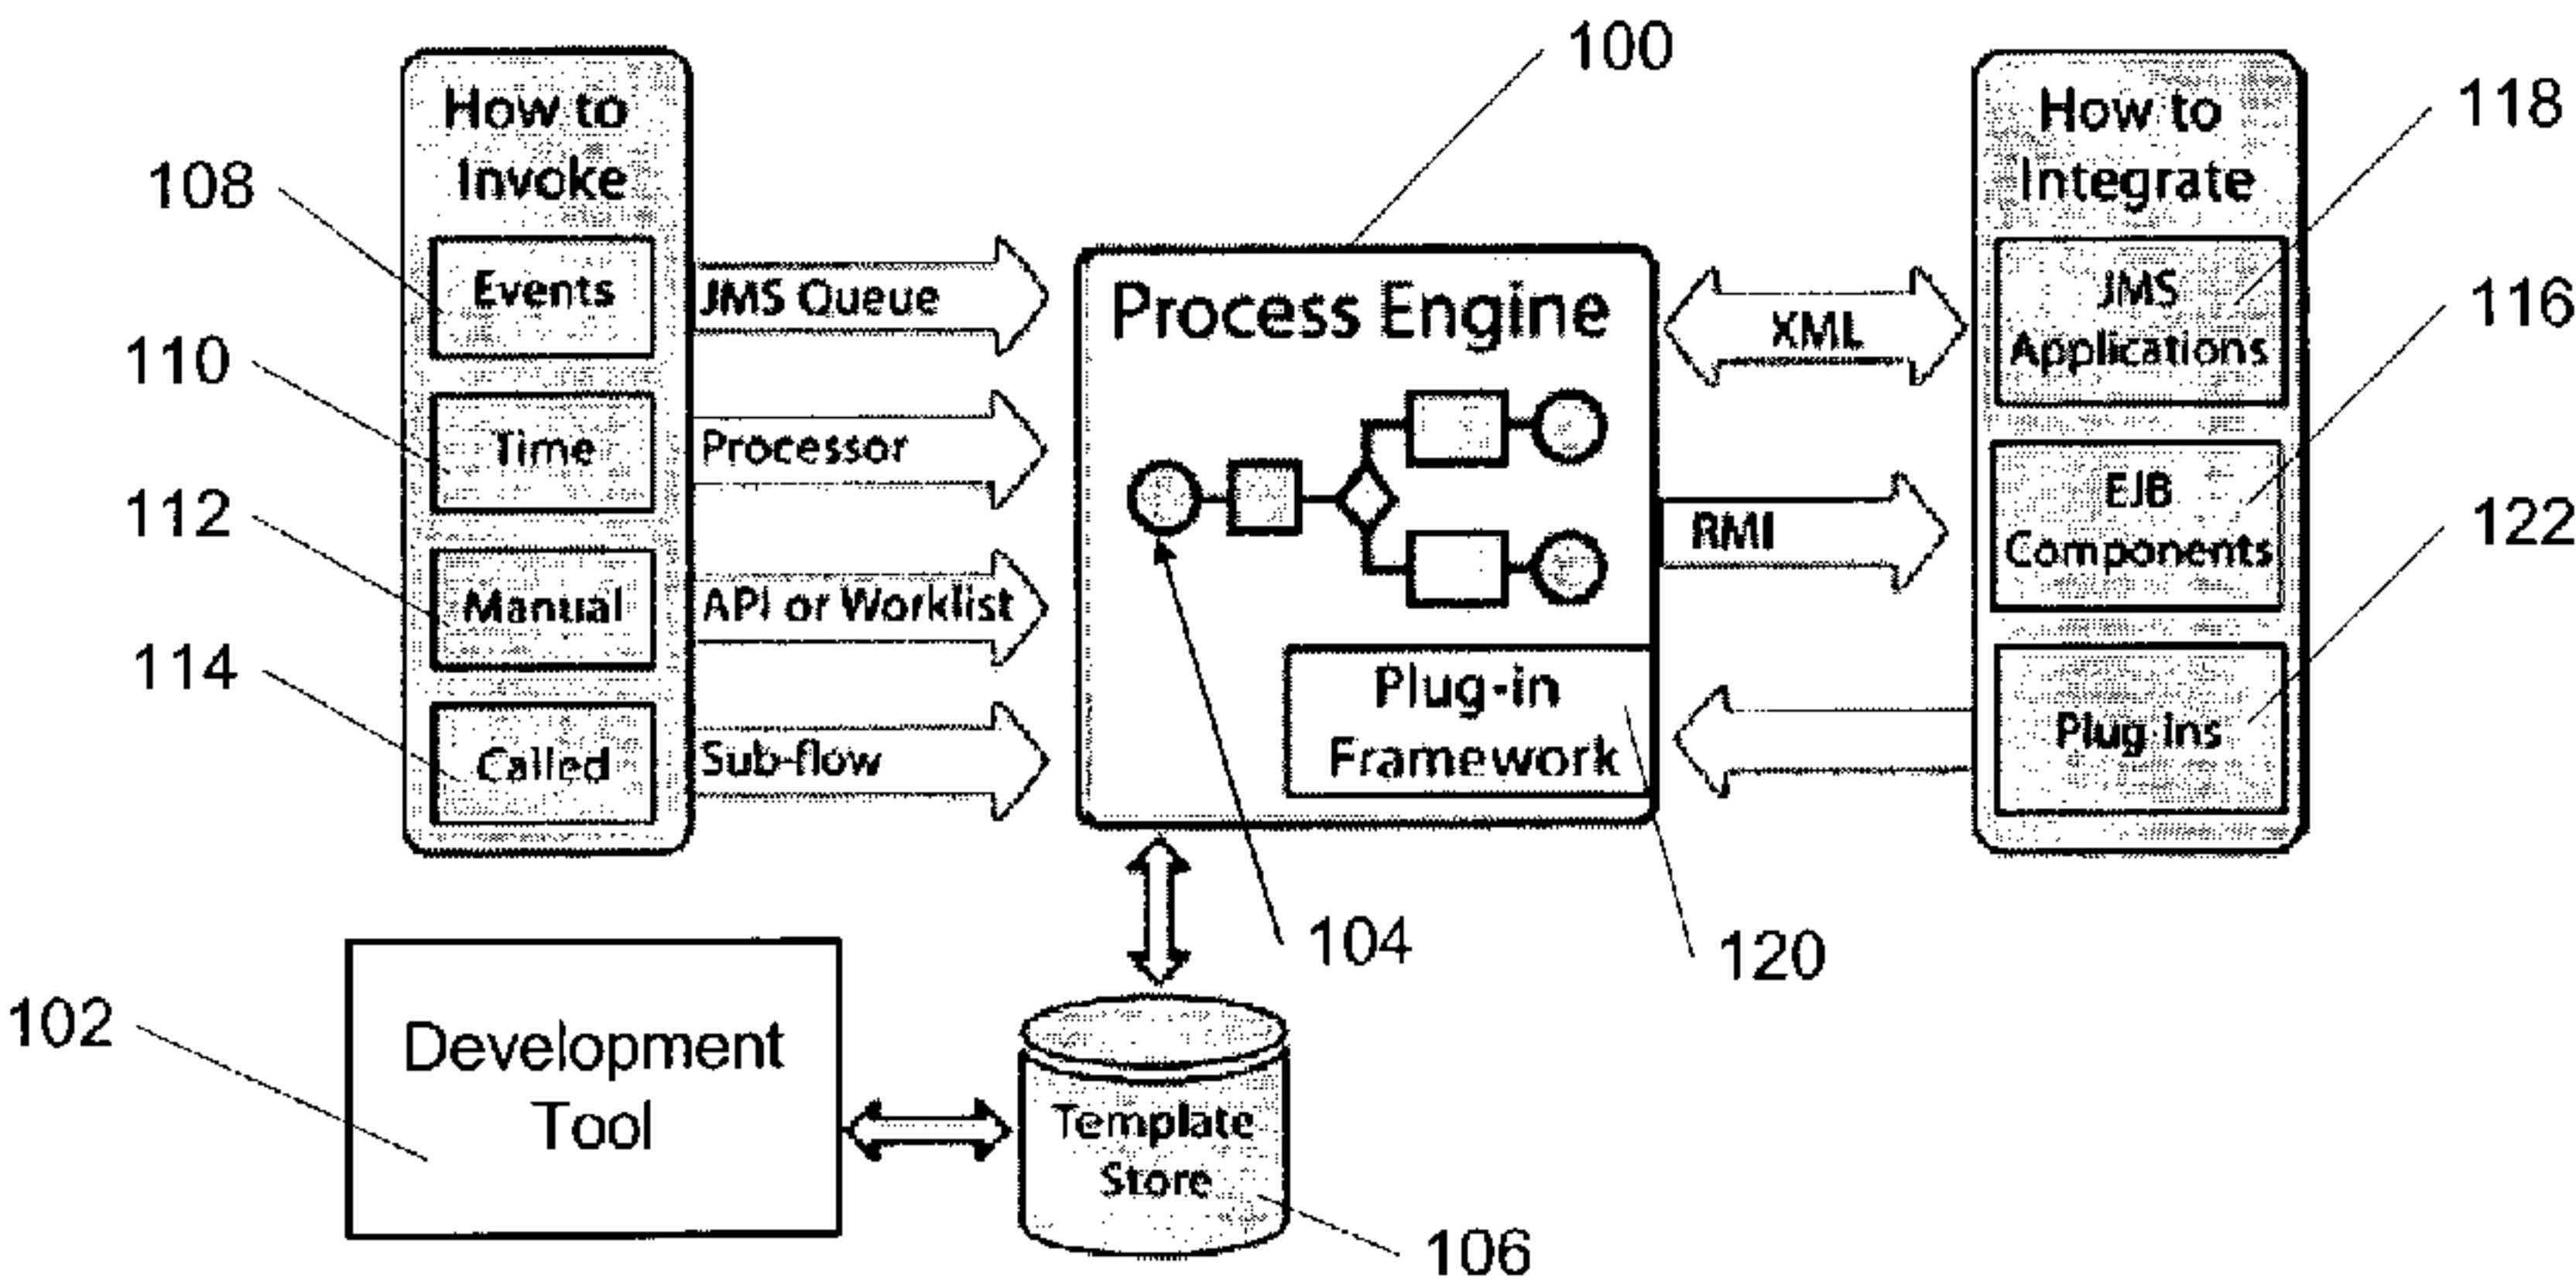 100
How to
Invoke
108
Events
110
Time
112
Manual
114
Called
JMS Queue
Processor
API or Worklist
Sub-flow
Process Engine
Plug-in
Framework
104
120
XML
RMI
How to
Integrate
118
JMS
Applications
116
EJB
Components
122
Plug-ins
102
Development
Tool
Template
Store
106